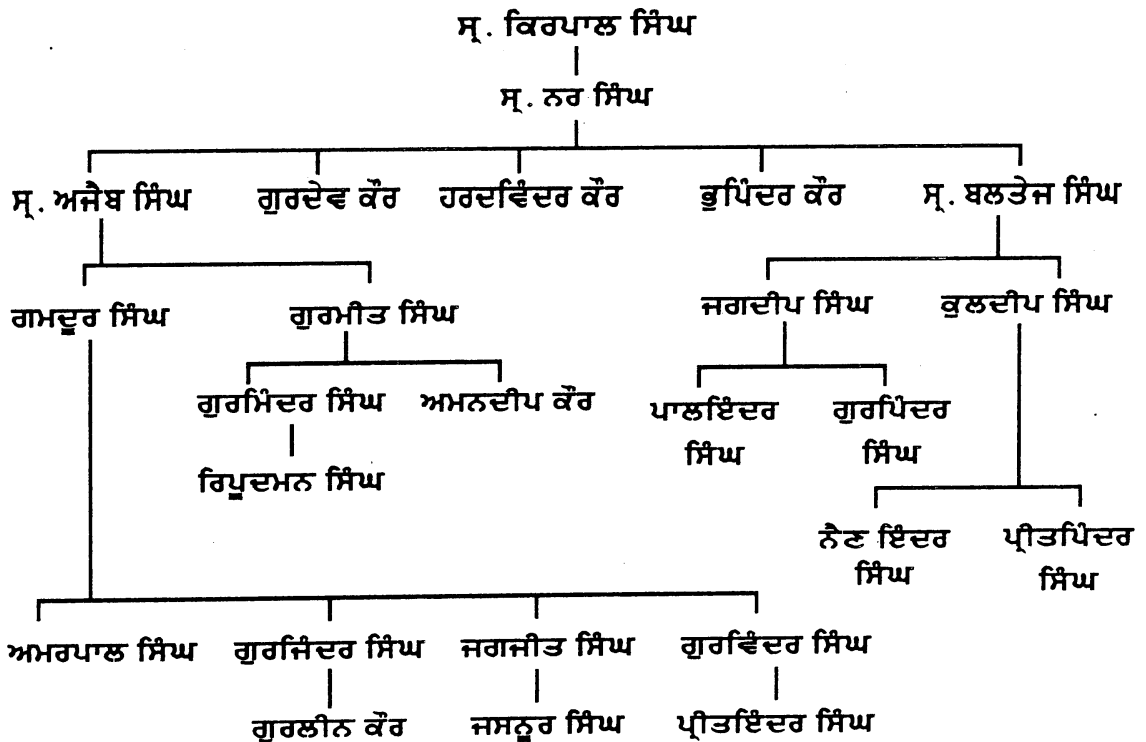 ਸ੍ਰ. ਕਿਰਪਾਲ ਸਿੰਘ
ਸ੍ਰ. ਨਰ ਸਿੰਘ
ਸ੍ਰ. ਅਜੈਬ ਸਿੰਘ ਗੁਰਦੇਵ ਕੌਰ ਹਰਦਵਿੰਦਰ ਕੌਰ ਭੁਪਿੰਦਰ ਕੌਰ ਸ੍ਰ. ਬਲਤੇਜ ਸਿੰਘ
ਗਮਦੂਰ ਸਿੰਘ ਗੁਰਮੀਤ ਸਿੰਘ ਜਗਦੀਪ ਸਿੰਘ ਕੁਲਦੀਪ ਸਿੰਘ
ਗੁਰਮਿੰਦਰ ਸਿੰਘ ਅਮਨਦੀਪ ਕੌਰ ਪਾਲਇੰਦਰ ਗੁਰਪਿੰਦਰ
ਸਿੰਘ ਸਿੰਘ
ਰਿਪੂਦਮਨ ਸਿੰਘ
ਨੈਣ ਇੰਦਰ ਪ੍ਰੀਤਪਿੰਦਰ
ਸਿੰਘ ਸਿੰਘ
ਅਮਰਪਾਲ ਸਿੰਘ ਗੁਰਜਿੰਦਰ ਸਿੰਘ ਜਗਜੀਤ ਸਿੰਘ ਗੁਰਵਿੰਦਰ ਸਿੰਘ
ਗੁਰਲੀਨ ਕੌਰ ਜਸਨੂਰ ਸਿੰਘ ਪ੍ਰੀਤਇੰਦਰ ਸਿੰਘ